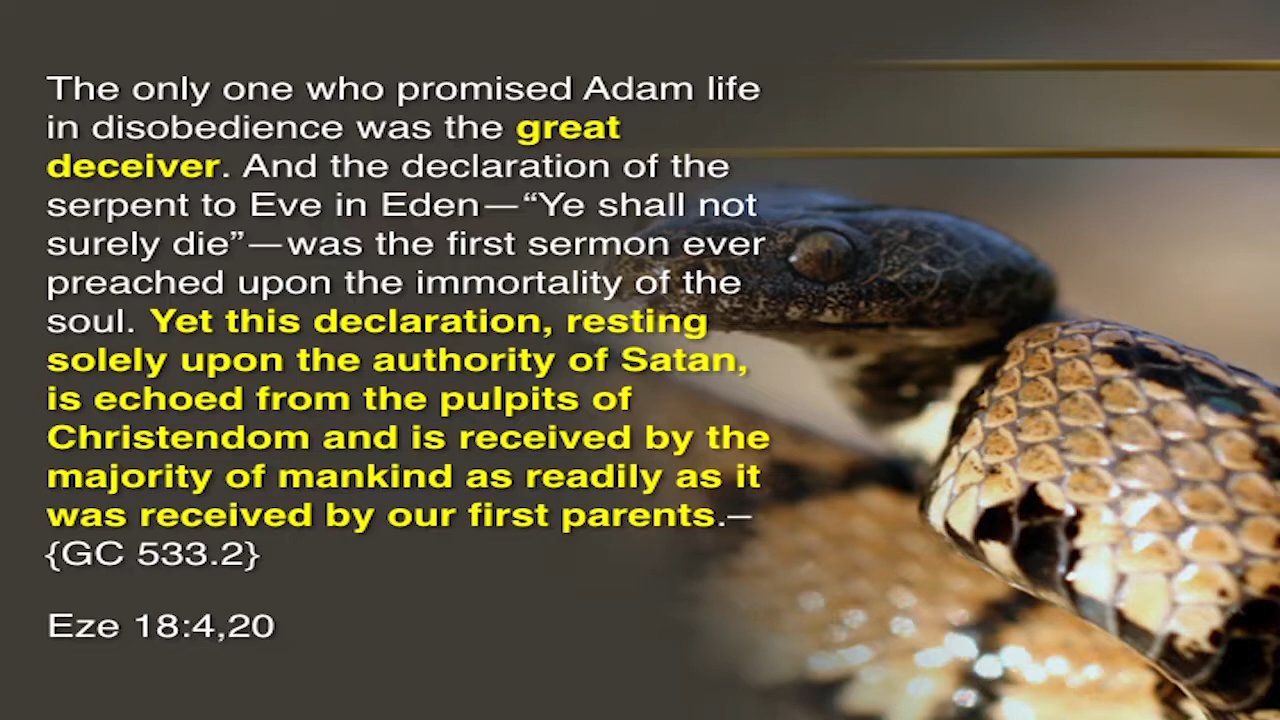 The only one who promised Adam life
in disobedience was the great
deceiver. And the declaration of the
serpent to Eve in Eden—“Ye shall not
surely die”—was the first sermon ever
preached upon the immortality of the
soul. Yet this declaration, resting
solely upon the authority of Satan,
is echoed from the pulpits of
Christendom and is received by the
majority of mankind as readily as it
was received by our first parents.–
{GC 533.2}
Eze 18:4,20